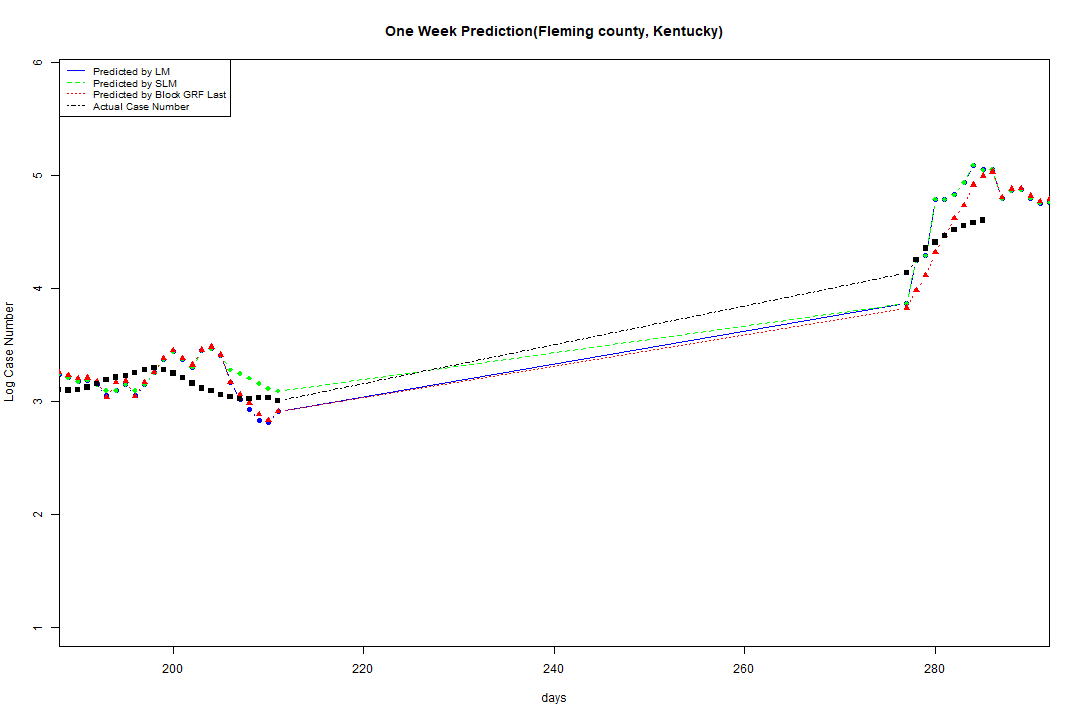 One Week Prediction(Fleming county, Kentucky)
Predicted by LM
Predicted by SLM
Predicted by Block GRF Last
Actual Case Number
6
5
4
3
2
1
Log Case Number
200 220 240 260 280
days